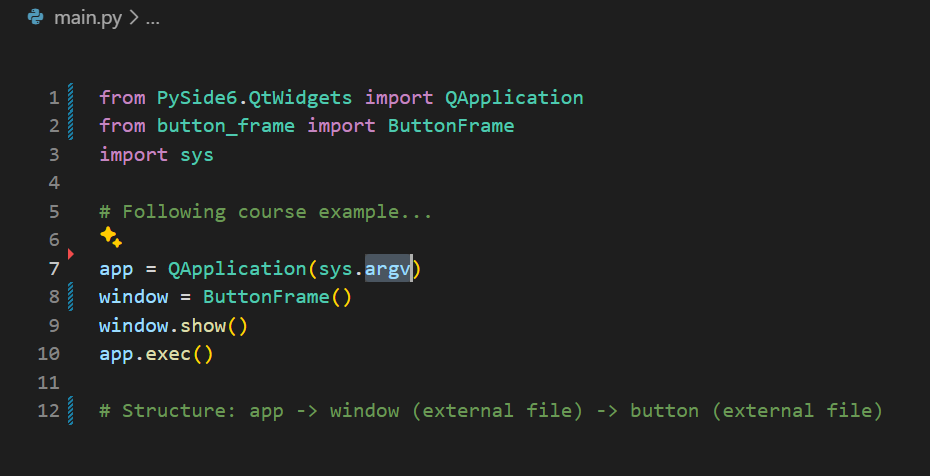 main.py > ...
1 from PySide6.QtWidgets import QApplication
2 from button_frame import ButtonFrame
3 import sys
4
5 # Following course example...
6
7 app = QApplication(sys.argv)
8 window = ButtonFrame()
9 window.show()
10 app.exec()
11
12 # Structure: app -> window (external file) -> button (external file)